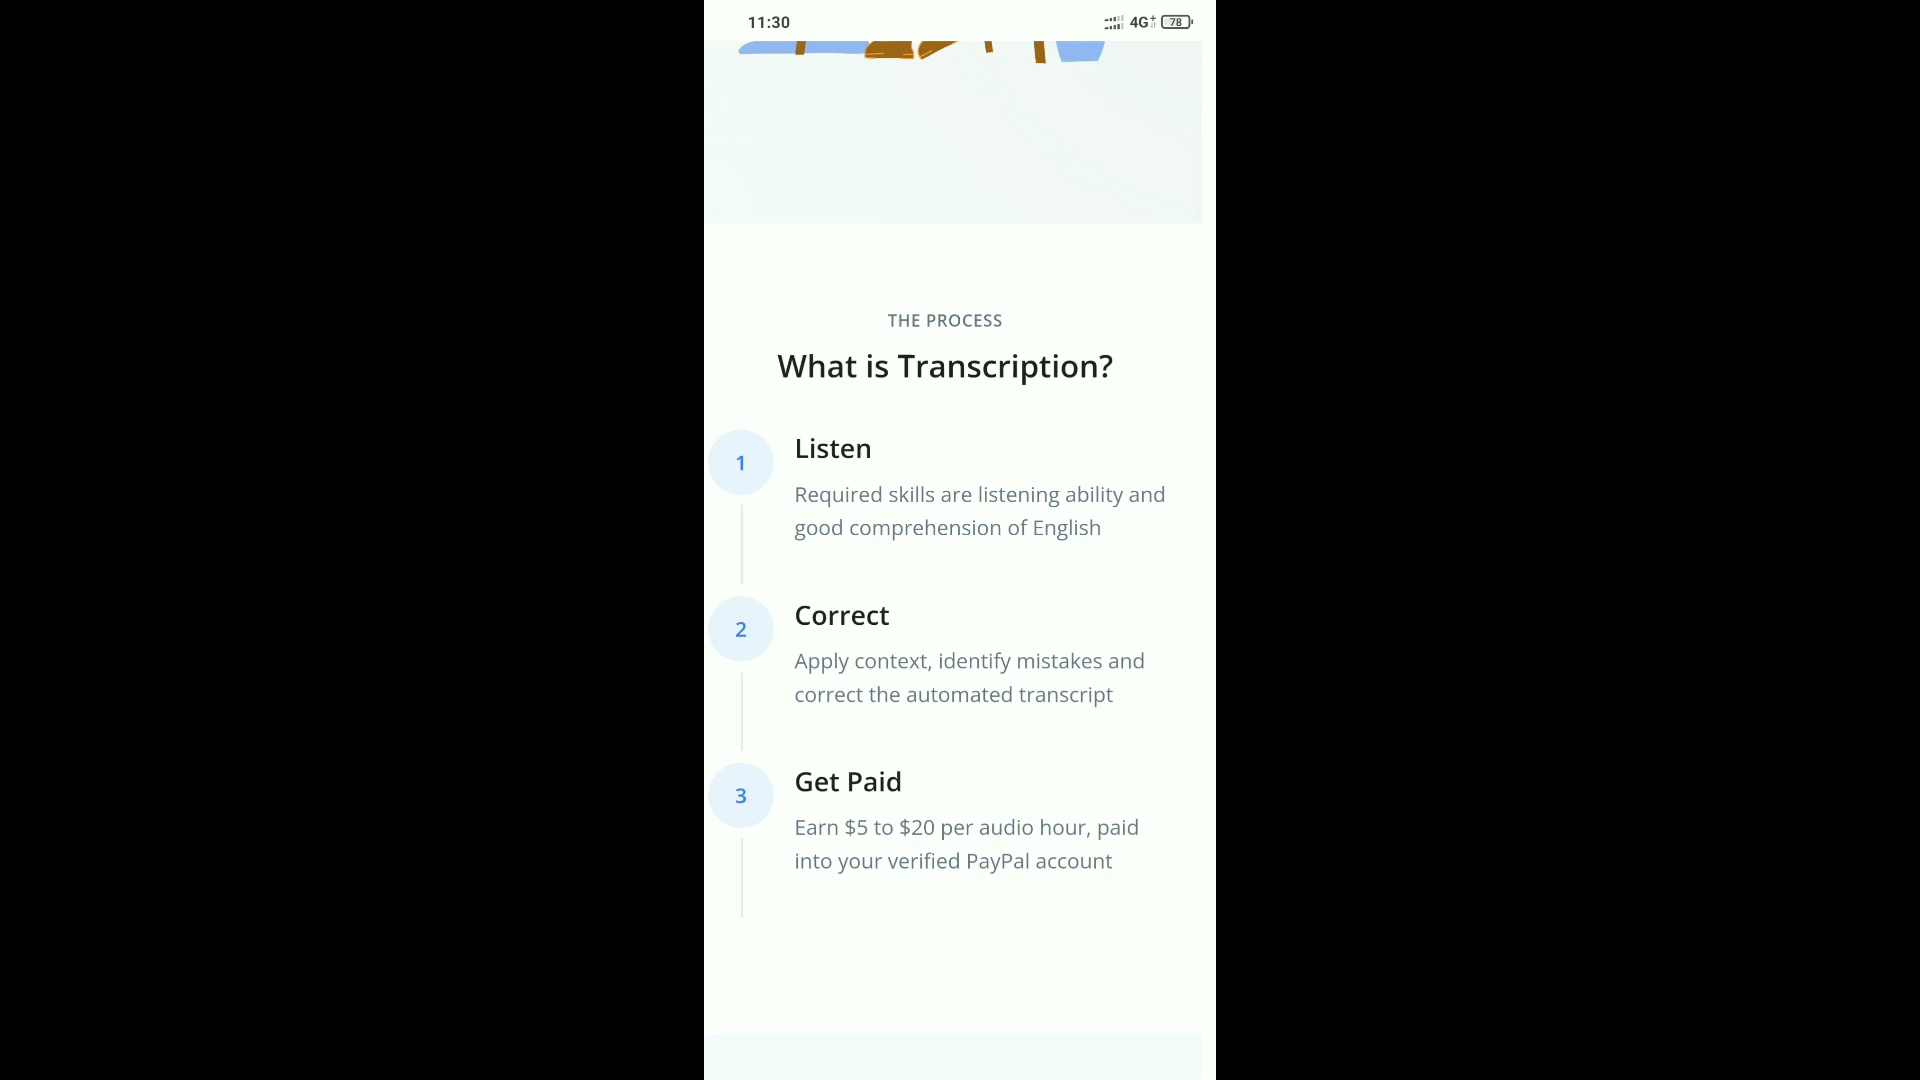 11:30
4G+
78
THE PROCESS
What is Transcription?
1
Listen
Required skills are listening ability and
good comprehension of English
2
Correct
Apply context, identify mistakes and
correct the automated transcript
3
Get Paid
Earn $5 to $20 per audio hour, paid
into your verified PayPal account